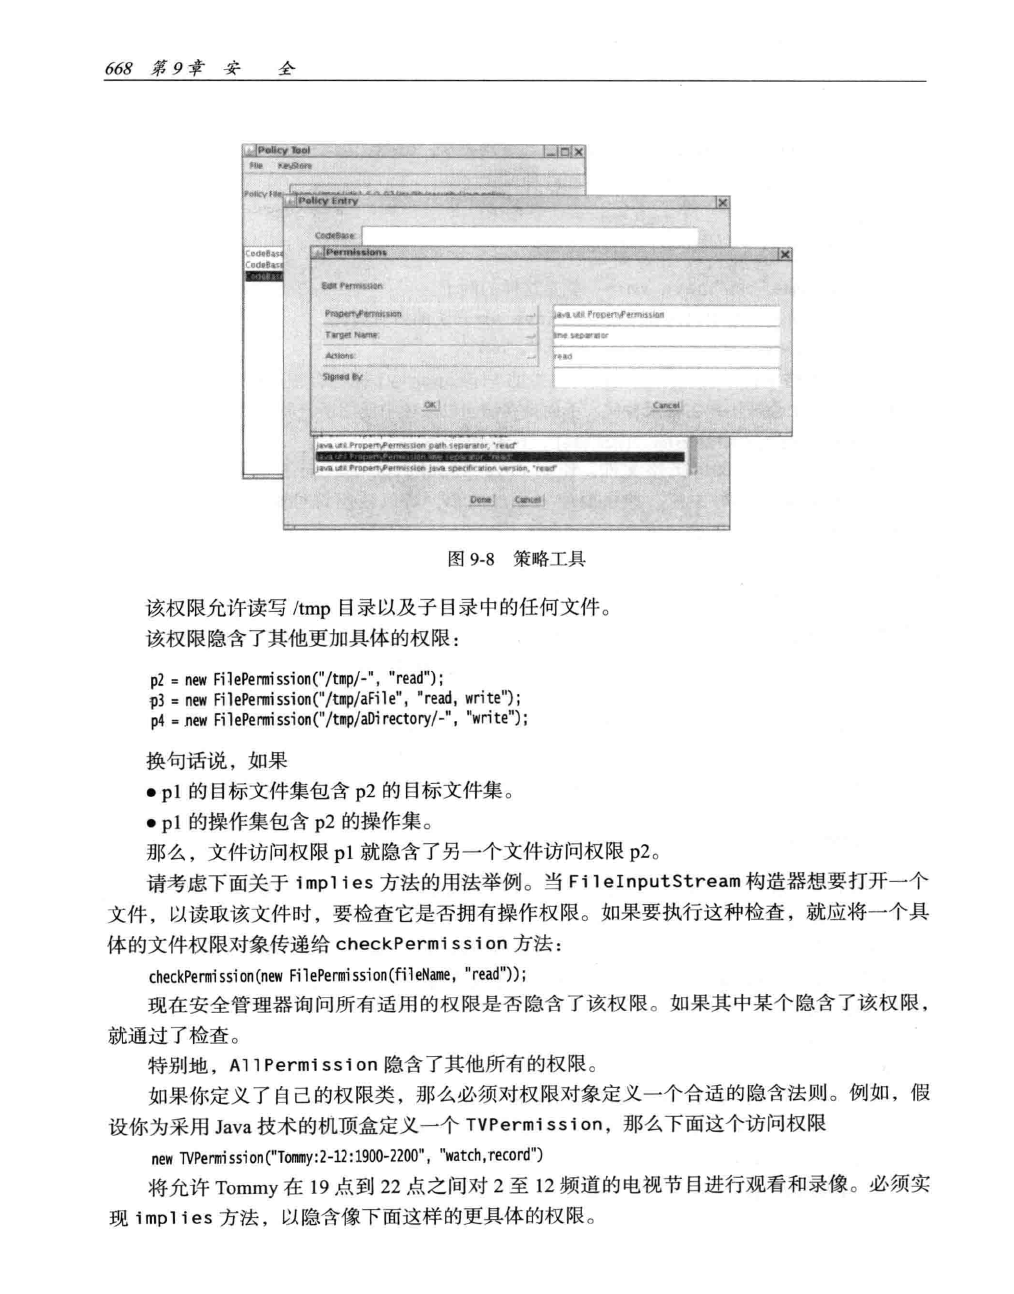 668 第9章 安 全
Policy Tool
File KeyStore
Policy File:
Policy Entry
CodeBase:
CodeBase
CodeBase
CodeBase
Permissions
Edit Permission:
PropertyPermission java.util.PropertyPermission
Target Name: line.separator
Actions: read
Signed By:
OK Cancel
java.util.PropertyPermission path.separator, "read"
java.util.PropertyPermission line.separator, "read"
java.util.PropertyPermission java.specification.version, "read"
Done Cancel
图 9-8 策略工具
该权限允许读写 /tmp 目录以及子目录中的任何文件。
该权限隐含了其他更加具体的权限：
p2 = new FilePermission("/tmp/-", "read");
p3 = new FilePermission("/tmp/aFile", "read, write");
p4 = new FilePermission("/tmp/aDirectory/-", "write");
换句话说，如果
● p1 的目标文件集包含 p2 的目标文件集。
● p1 的操作集包含 p2 的操作集。
那么，文件访问权限 p1 就隐含了另一个文件访问权限 p2。
请考虑下面关于 implies 方法的用法举例。当 FileInputStream 构造器想要打开一个
文件，以读取该文件时，要检查它是否拥有操作权限。如果要执行这种检查，就应将一个具
体的文件权限对象传递给 checkPermission 方法：
checkPermission(new FilePermission(fileName, "read"));
现在安全管理器询问所有适用的权限是否隐含了该权限。如果其中某个隐含了该权限，
就通过了检查。
特别地，AllPermission 隐含了其他所有的权限。
如果你定义了自己的权限类，那么必须对权限对象定义一个合适的隐含法则。例如，假
设你为采用 Java 技术的机顶盒定义一个 TVPermission，那么下面这个访问权限
new TVPermission("Tommy:2-12:1900-2200", "watch,record")
将允许 Tommy 在 19 点到 22 点之间对 2 至 12 频道的电视节目进行观看和录像。必须实
现 implies 方法，以隐含像下面这样的更具体的权限。